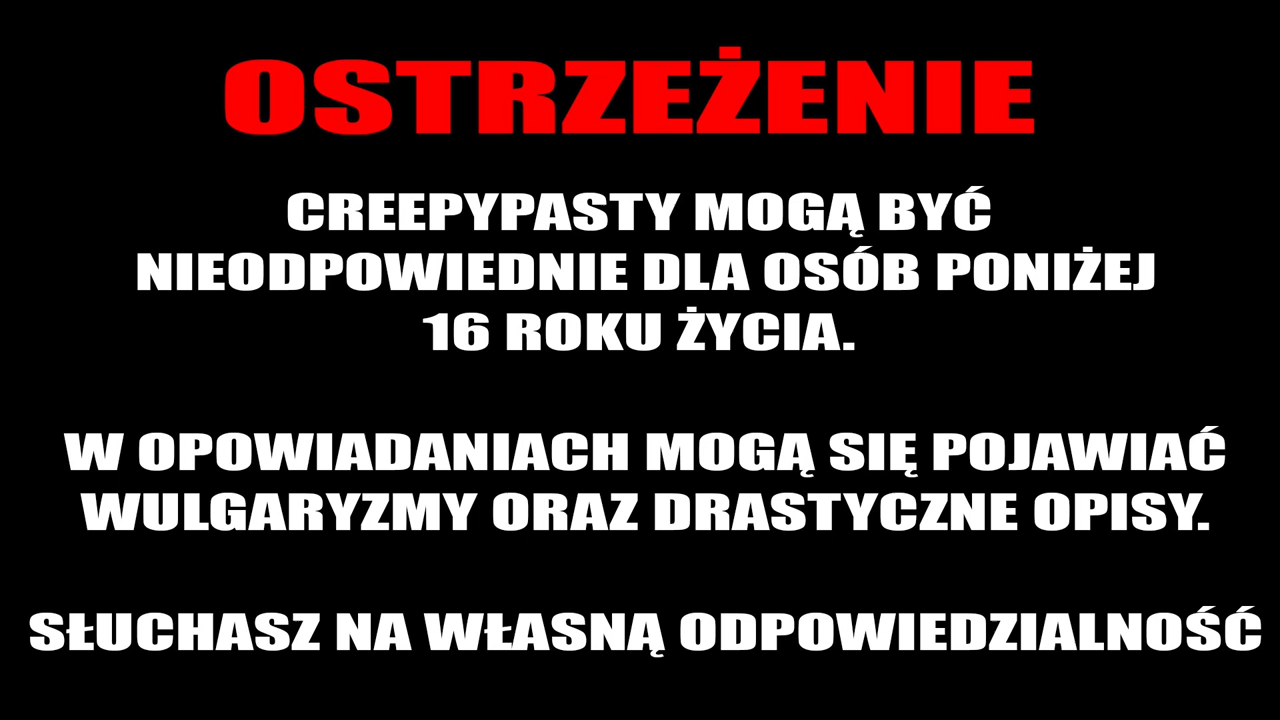 OSTRZEŻENIE
CREEPYPASTY MOGĄ BYĆ
NIEODPOWIEDNIE DLA OSÓB PONIŻEJ
16 ROKU ŻYCIA.
W OPOWIADANIACH MOGĄ SIĘ POJAWIAĆ
WULGARYZMY ORAZ DRASTYCZNE OPISY.
SŁUCHASZ NA WŁASNĄ ODPOWIEDZIALNOŚĆ